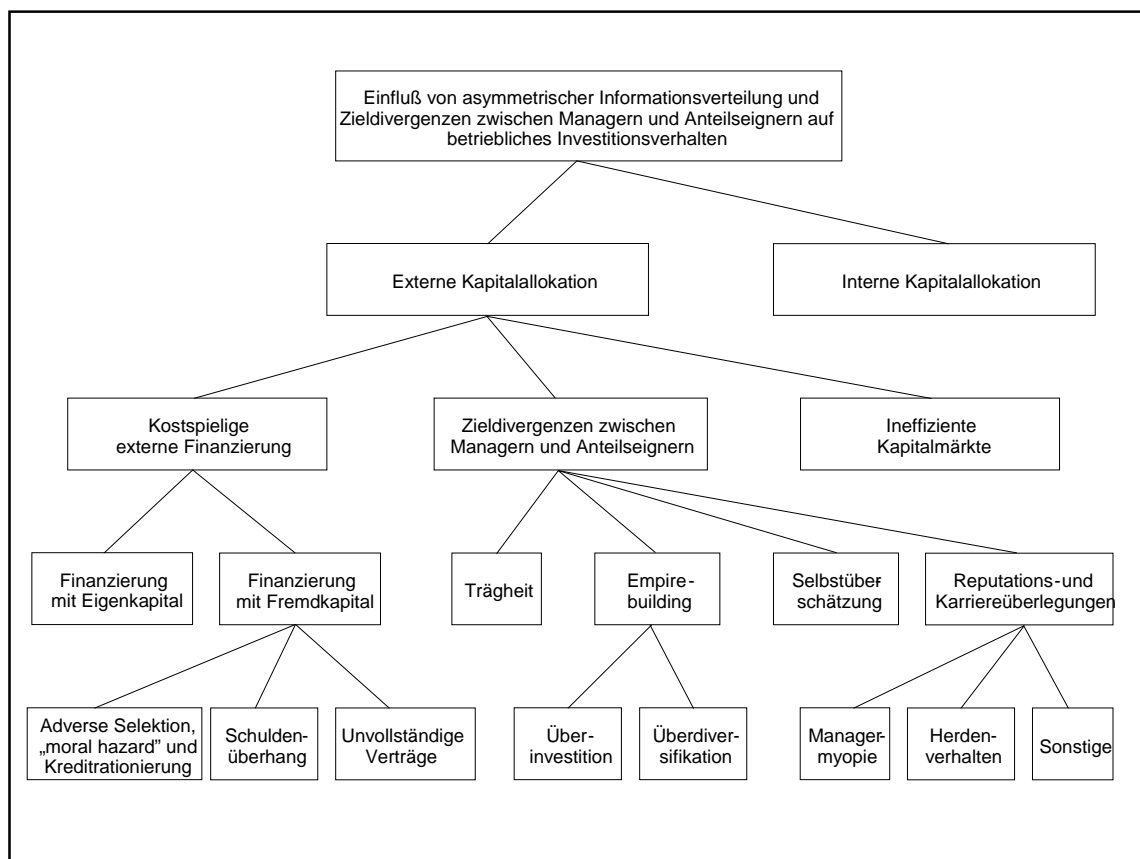 Einfluß von asymmetrischer Informationsverteilung und
Zieldivergenzen zwischen Managern und Anteilseignern auf
betriebliches Investitionsverhalten
Externe Kapitalallokation
Interne Kapitalallokation
Kostspielige
externe Finanzierung
Zieldivergenzen zwischen
Managern und Anteilseignern
Ineffiziente
Kapitalmärkte
Finanzierung
mit Eigenkapital
Finanzierung
mit Fremdkapital
Trägheit
Empire-
building
Selbstüber-
schätzung
Reputations-und
Karriereüberlegungen
Adverse Selektion,
„moral hazard” und
Kreditrationierung
Schulden-
überhang
Unvollständige
Verträge
Über-
investition
Überdiver-
sifikation
Manager-
myopie
Herden-
verhalten
Sonstige